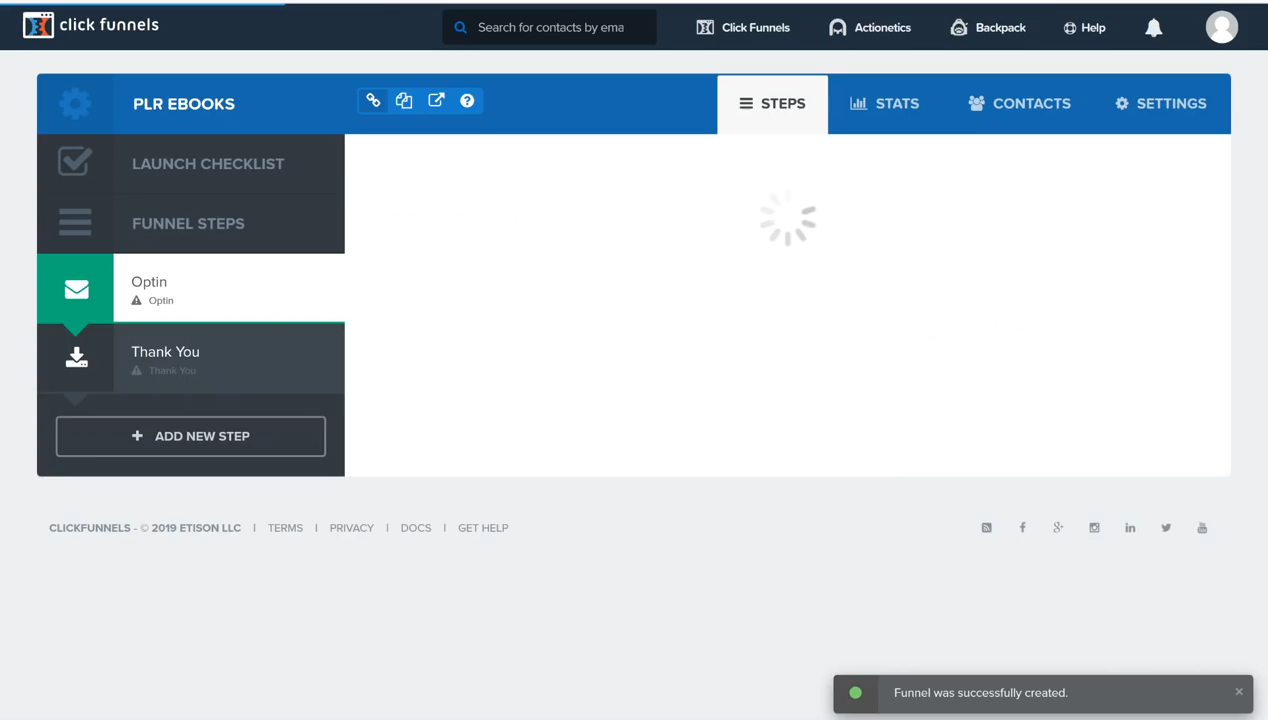 click funnels
Search for contacts by ema
Click Funnels
Actionetics
Backpack
Help
PLR EBOOKS
STEPS
STATS
CONTACTS
SETTINGS
LAUNCH CHECKLIST
FUNNEL STEPS
Optin
Optin
Thank You
Thank You
+ ADD NEW STEP
CLICKFUNNELS - © 2019 ETISON LLC | TERMS | PRIVACY | DOCS | GET HELP
Funnel was successfully created. ×